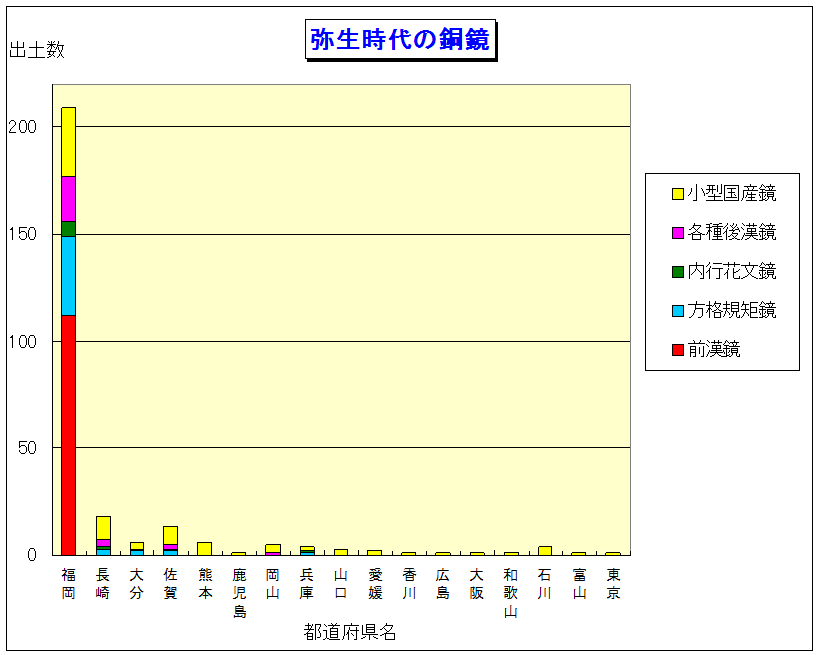 弥生時代の銅鏡
出土数
200
150
100
50
0
福岡
長崎
大分
佐賀
熊本
鹿児島
岡山
兵庫
山口
愛媛
香川
広島
大阪
和歌山
石川
富山
東京
都道府県名
小型国産鏡
各種後漢鏡
内行花文鏡
方格規矩鏡
前漢鏡